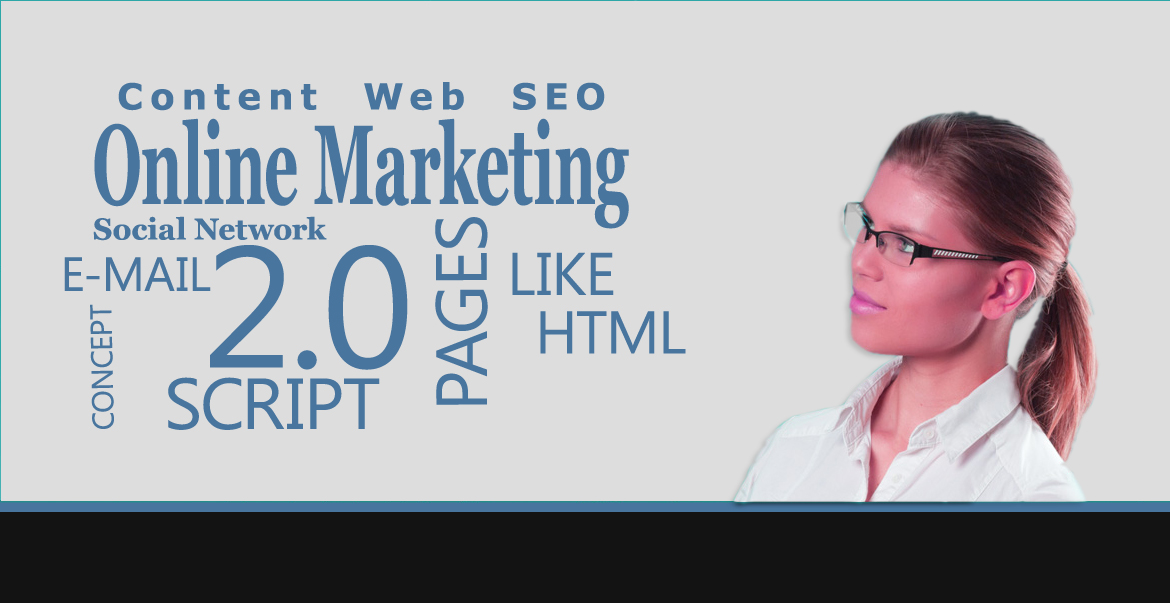 Content Web SEO
Online Marketing
Social Network
E-MAIL
2.0
PAGES
LIKE
HTML
CONCEPT
SCRIPT